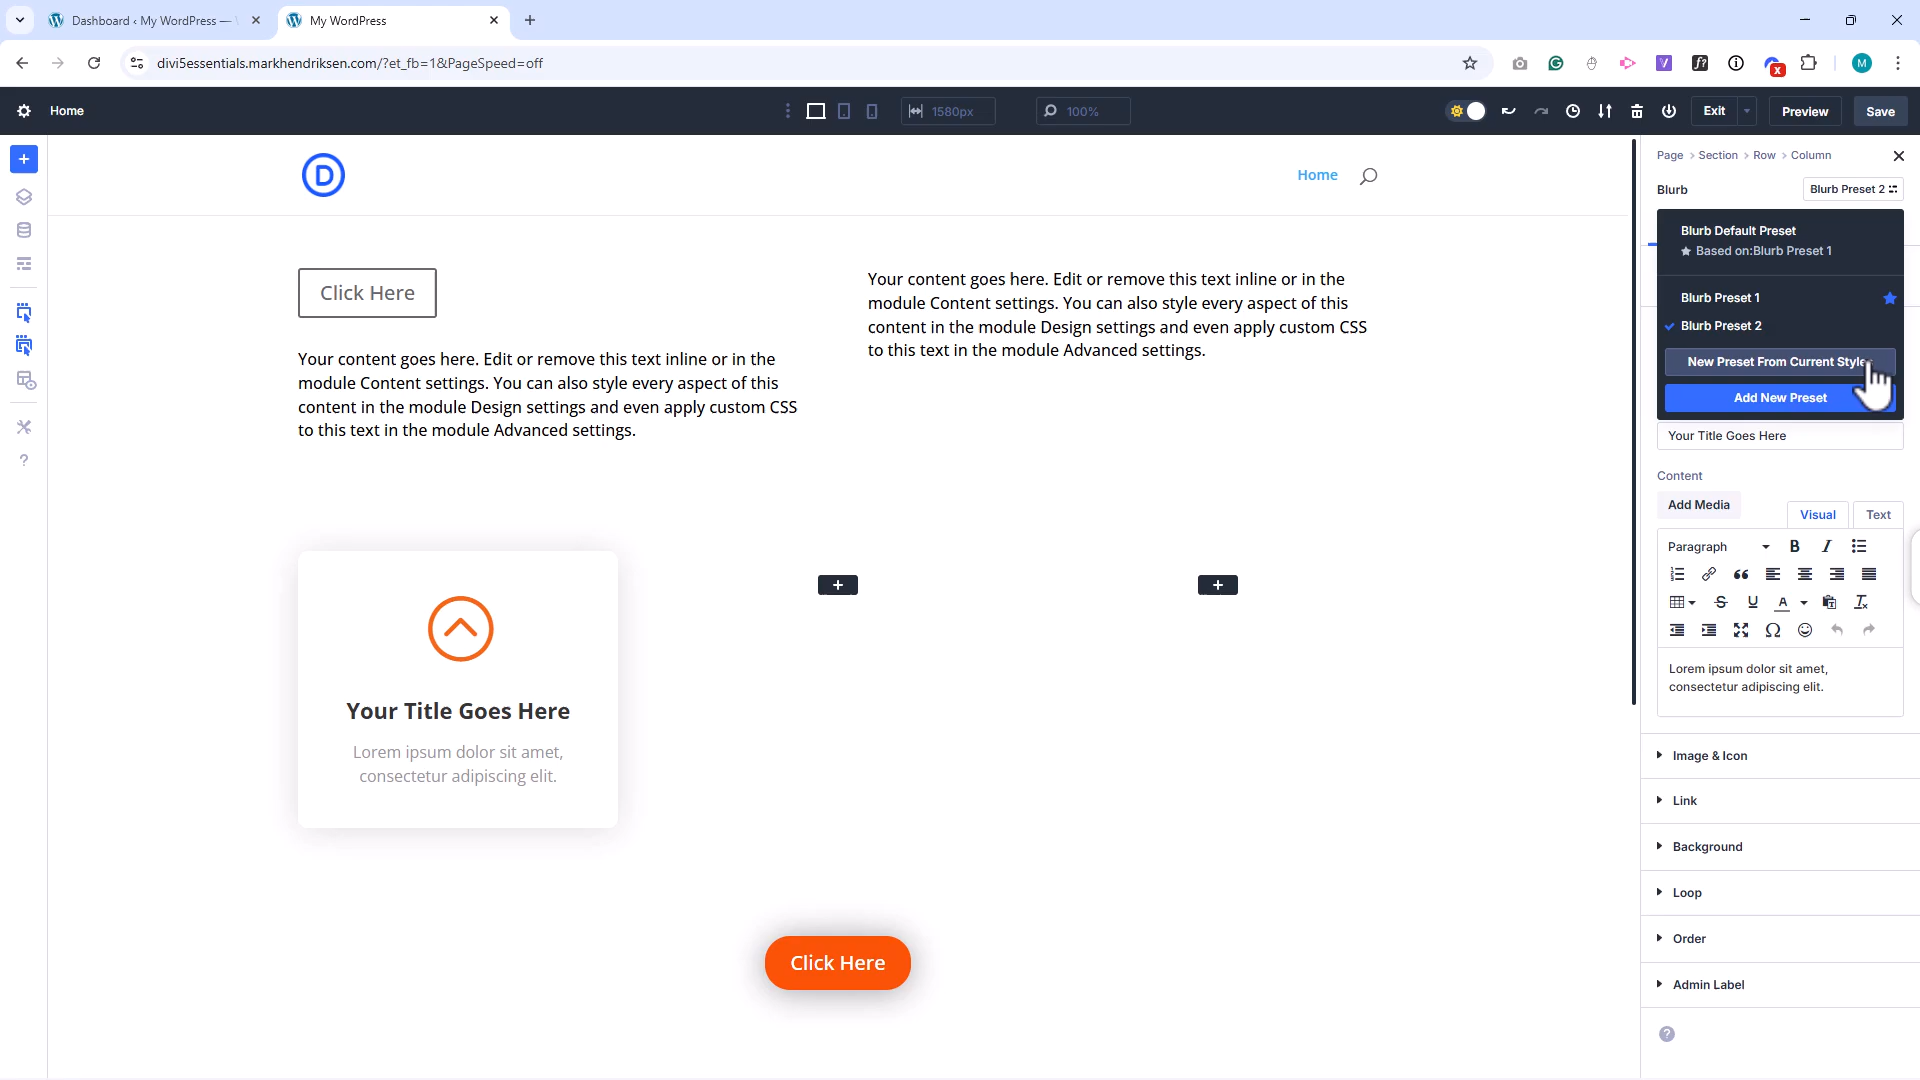 Dashboard ‹ My WordPress —
My WordPress
divi5essentials.markhendriksen.com/?et_fb=1&PageSpeed=off
Home
1580px
100%
Exit
Preview
Save
D
Home
Click Here
Your content goes here. Edit or remove this text inline or in the
module Content settings. You can also style every aspect of this
content in the module Design settings and even apply custom CSS
to this text in the module Advanced settings.
Your content goes here. Edit or remove this text inline or in the
module Content settings. You can also style every aspect of this
content in the module Design settings and even apply custom CSS
to this text in the module Advanced settings.
Your Title Goes Here
Lorem ipsum dolor sit amet,
consectetur adipiscing elit.
Click Here
Page > Section > Row > Column
Blurb
Blurb Preset 2
Blurb Default Preset
Based on:Blurb Preset 1
Blurb Preset 1
Blurb Preset 2
New Preset From Current
Add New Preset
Your Title Goes Here
Content
Add Media
Visual
Text
Paragraph
Lorem ipsum dolor sit amet,
consectetur adipiscing elit.
Image & Icon
Link
Background
Loop
Order
Admin Label